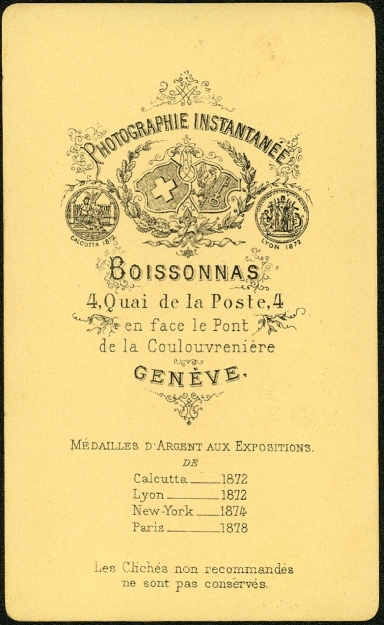 PHOTOGRAPHIE INSTANTANÉE
CALCUTTA 1872
LYON 1872
BOISSONNAS
4, Quai de la Poste, 4
en face le Pont
de la Coulouvrenière
GENÈVE.
MÉDAILLES D'ARGENT AUX EXPOSITIONS.
DE
Calcutta 1872
Lyon 1872
New-York 1874
Paris 1878
Les Clichés non recommandés
ne sont pas conservés.